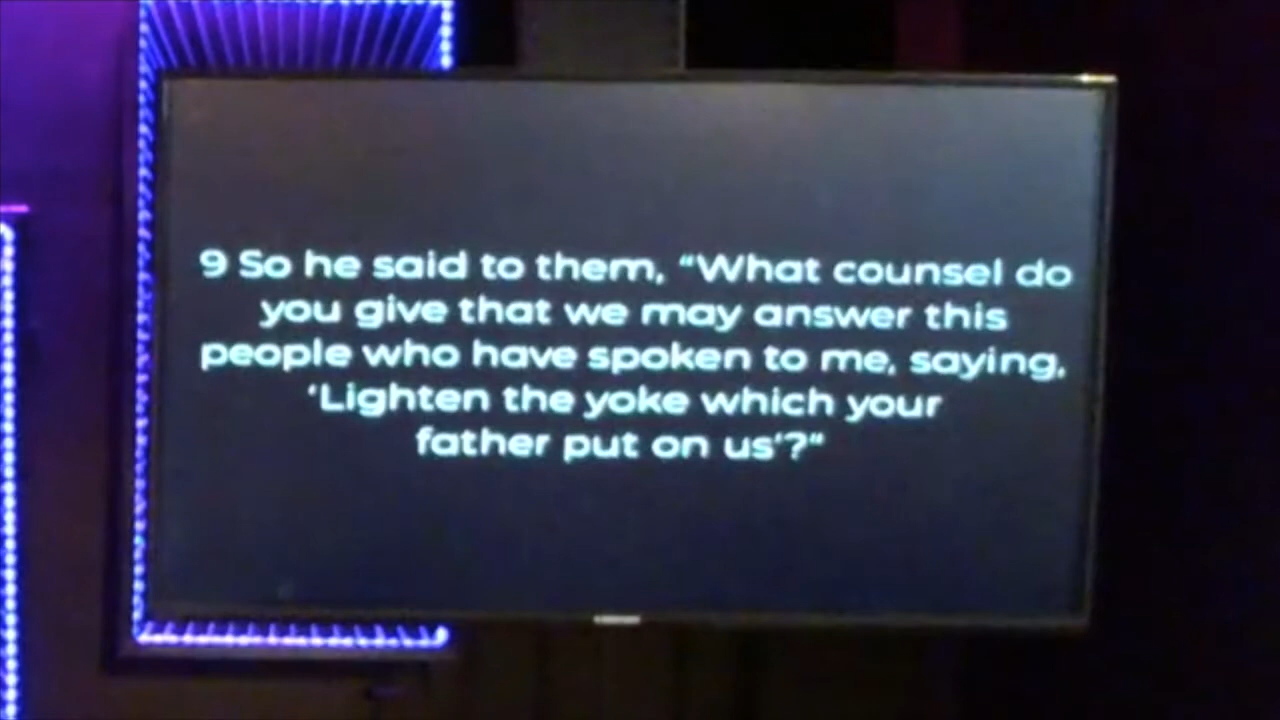 9 So he said to them, “What counsel do
you give that we may answer this
people who have spoken to me, saying,
‘Lighten the yoke which your
father put on us’?“